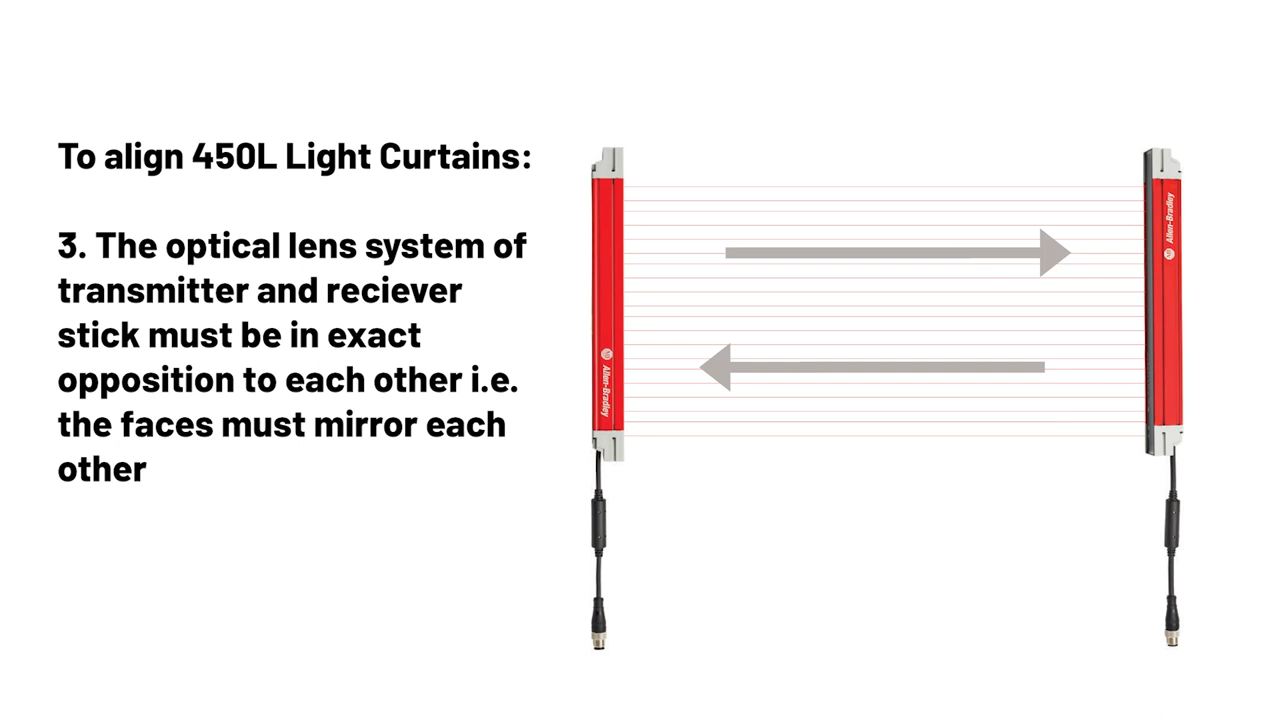 To align 450L Light Curtains:
3. The optical lens system of
transmitter and reciever
stick must be in exact
opposition to each other i.e.
the faces must mirror each
other
Allen-Bradley
Allen-Bradley